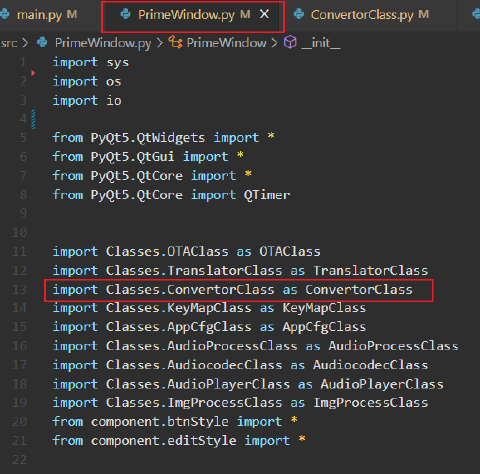 main.py M PrimeWindow.py M × ConvertorClass.py M
src > PrimeWindow.py > PrimeWindow > __init__
1 import sys
2 import os
3 import io
4
5 from PyQt5.QtWidgets import *
6 from PyQt5.QtGui import *
7 from PyQt5.QtCore import *
8 from PyQt5.QtCore import QTimer
9
10
11 import Classes.OTAClass as OTAClass
12 import Classes.TranslatorClass as TranslatorClass
13 import Classes.ConvertorClass as ConvertorClass
14 import Classes.KeyMapClass as KeyMapClass
15 import Classes.AppCfgClass as AppCfgClass
16 import Classes.AudioProcessClass as AudioProcessClass
17 import Classes.AudiocodecClass as AudiocodecClass
18 import Classes.AudioPlayerClass as AudioPlayerClass
19 import Classes.ImgProcessClass as ImgProcessClass
20 from component.btnStyle import *
21 from component.editStyle import *
22